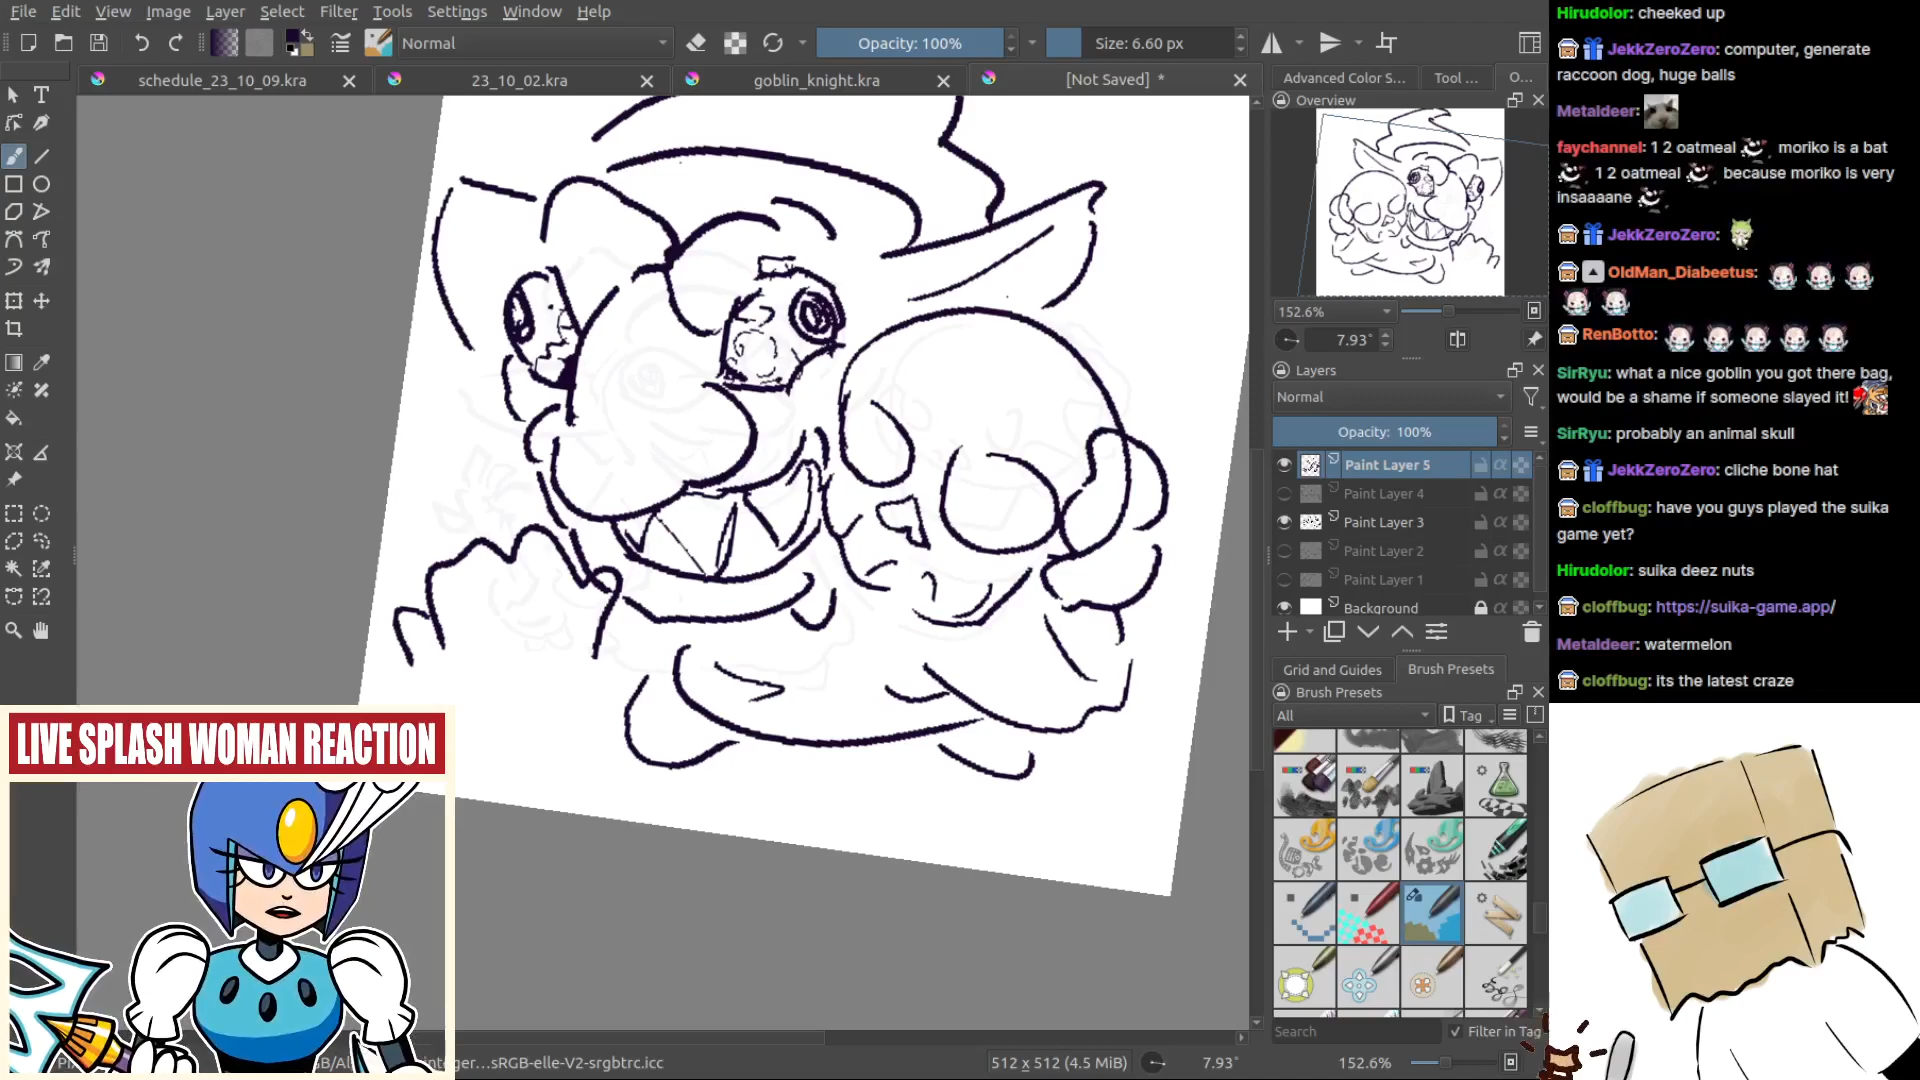 File Edit View Image Layer Select Filter Tools Settings Window Help
Normal
Opacity: 100%
Size: 6.60 px
schedule_23_10_09.kra
23_10_02.kra
goblin_knight.kra
[Not Saved] *
Advanced Color S...
Tool ...
O...
Overview
152.6%
7.93°
Layers
Normal
Opacity: 100%
Paint Layer 5
Paint Layer 4
Paint Layer 3
Paint Layer 2
Paint Layer 1
Background
Grid and Guides
Brush Presets
Brush Presets
All
Tag
Search
Filter in Tag
integer...sRGB-elle-V2-srgbtrc.icc
512 x 512 (4.5 MiB)
7.93°
152.6%
LIVE SPLASH WOMAN REACTION
Hirudolor: cheeked up
JekkZeroZero: computer, generate
raccoon dog, huge balls
Metaldeer:
faychannel: 1 2 oatmeal moriko is a bat
1 2 oatmeal because moriko is very
insaaaane
JekkZeroZero:
OldMan_Diabeetus:
RenBotto:
SirRyu: what a nice goblin you got there bag,
would be a shame if someone slayed it!
SirRyu: probably an animal skull
JekkZeroZero: cliche bone hat
cloffbug: have you guys played the suika
game yet?
Hirudolor: suika deez nuts
cloffbug: https://suika-game.app/
Metaldeer: watermelon
cloffbug: its the latest craze